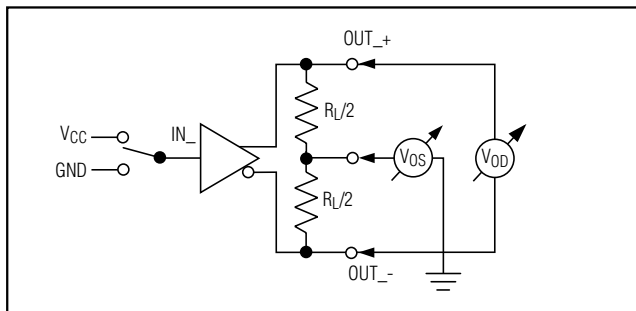 OUT_+
RL/2
VCC
IN_
GND
VOS
VOD
RL/2
OUT_-